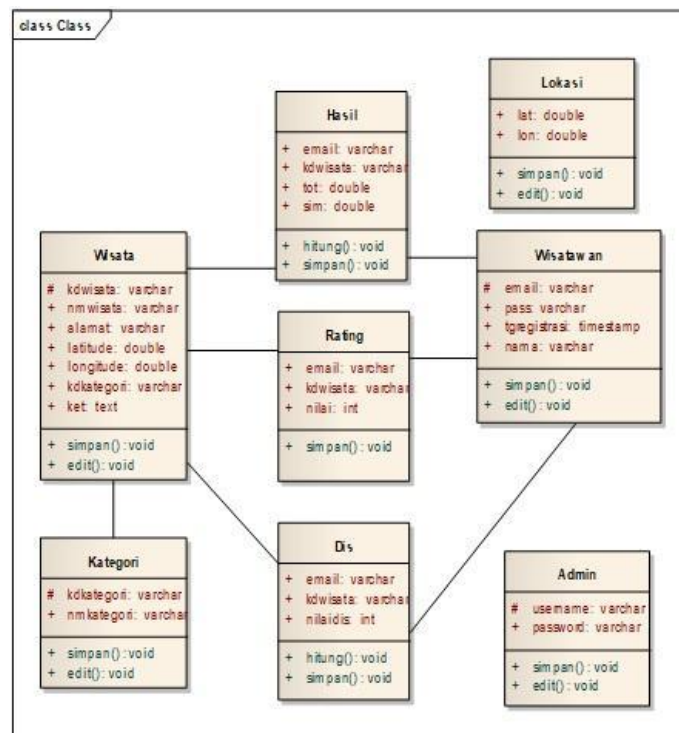 class Class
Hasil
+ email: varchar
+ kdwisata: varchar
+ tot: double
+ sim: double
+ hitung() : void
+ simpan() : void
Lokasi
+ lat: double
+ lon: double
+ simpan() : void
+ edit() : void
Wisata
# kdwisata: varchar
+ nmwisata: varchar
+ alamat: varchar
+ latitude: double
+ longitude: double
+ kdkategori: varchar
+ ket: text
+ simpan() : void
+ edit() : void
Rating
+ email: varchar
+ kdwisata: varchar
+ nilai: int
+ simpan() : void
Wisatawan
# email: varchar
+ pass: varchar
+ tgregistrasi: timestamp
+ nama: varchar
+ simpan() : void
+ edit() : void
Kategori
# kdkategori: varchar
+ nmkategori: varchar
+ simpan() : void
+ edit() : void
Dis
+ email: varchar
+ kdwisata: varchar
+ nilaidis: int
+ hitung() : void
+ simpan() : void
Admin
# username: varchar
+ password: varchar
+ simpan() : void
+ edit() : void